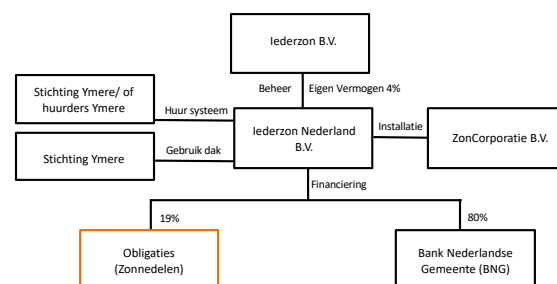 Iederzon B.V.
Beheer
Eigen Vermogen 4%
Stichting Ymere/ of
huurders Ymere
Huur systeem
Iederzon Nederland
B.V.
Installatie
ZonCorporatie B.V.
Stichting Ymere
Gebruik dak
Financiering
19%
80%
Obligaties
(Zonnedelen)
Bank Nederlandse
Gemeente (BNG)